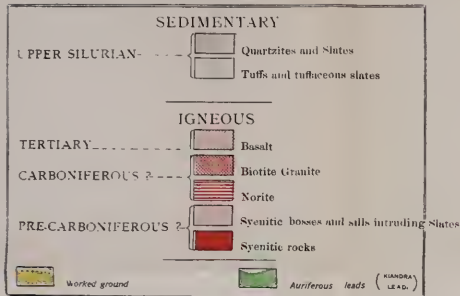 SEDIMENTARY
UPPER SILURIAN
Quartzites and Slates
Tuffs and tuffaceous slates
IGNEOUS
TERTIARY
Basalt
CARBONIFEROUS ?
Biotite Granite
Norite
PRE-CARBONIFEROUS ?
Syenitic bosses and sills intruding Slates
Syenitic rocks
Worked ground
Auriferous leads (KIANDRA LEAD.)